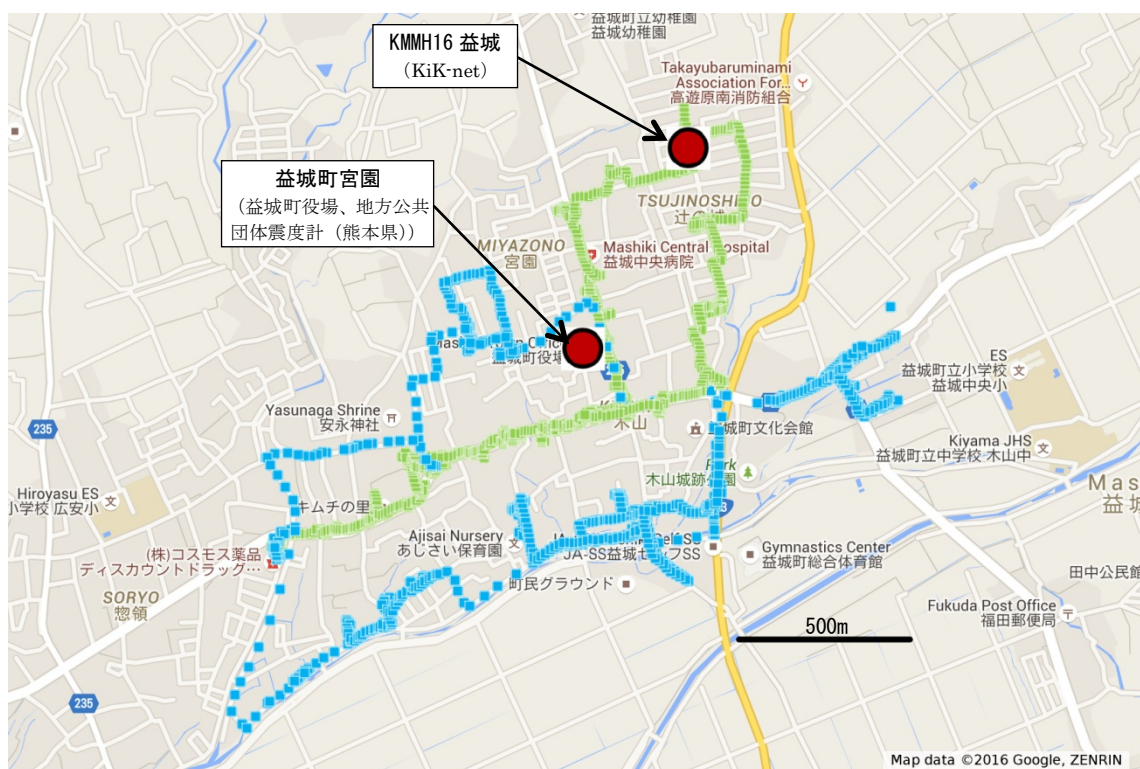 益城町立幼稚園
益城幼稚園
KMMH16 益城
(KiK-net)
Takayubaruminami
Association For...
高遊原南消防組合
益城町宮園
(益城町役場、地方公共
団体震度計(熊本県))
TSUJINOSHIRO
MIYAZONO
宮園
Mashiki Central Hospital
益城中央病院
益城町役場
ES
益城町立小学校
益城中央小
Yasunaga Shrine
安永神社
木山
益城町文化会館
235
Kiyama JHS
益城町立中学校 木山中
Park
木山城跡公園
Hiroyasu ES
小学校 広安小
キムチの里
Mas
益城
Ajisai Nursery
あじさい保育園
JA-SS益城セルフSS
Gymnastics Center
益城町総合体育館
(株)コスモス薬品
ディスカウントドラッグ…
町民グラウンド
田中公民館
SORYO
惣領
Fukuda Post Office
福田郵便局
500m
235
Map data ©2016 Google, ZENRIN